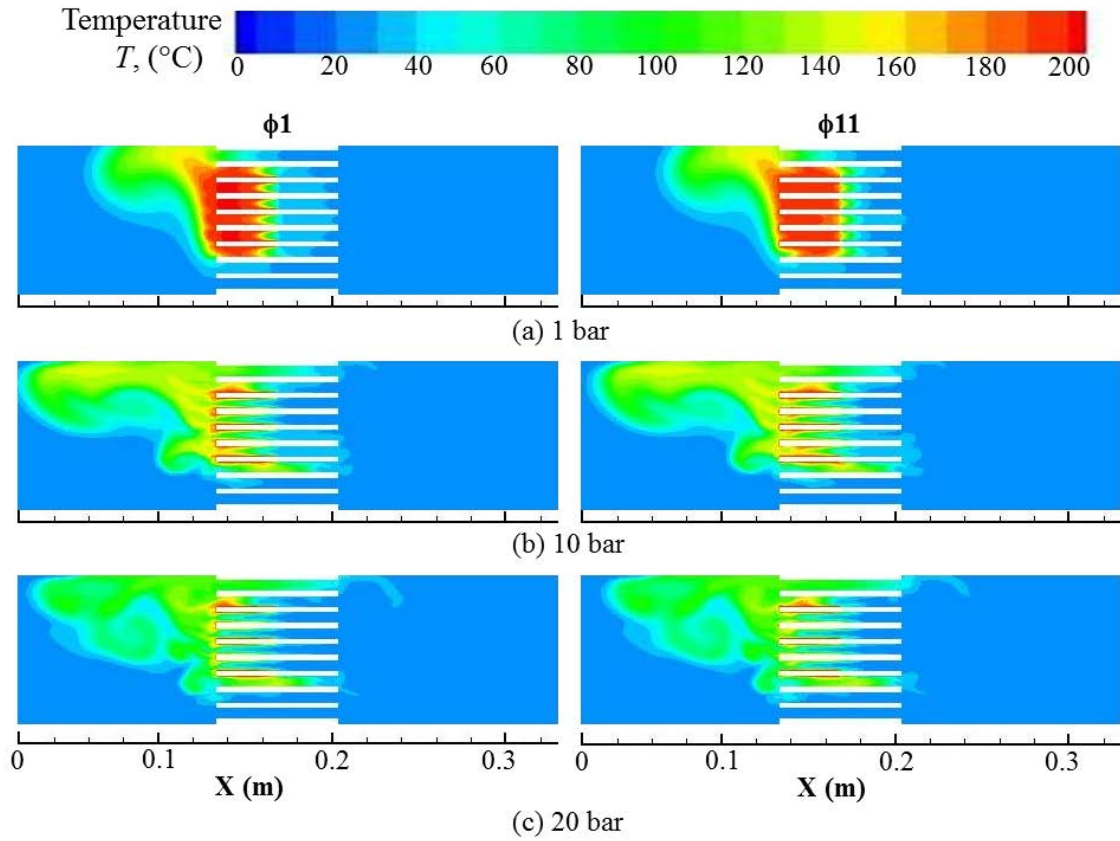 Temperature
T, (°C)
0 20 40 60 80 100 120 140 160 180 200
ϕ1 ϕ11
(a) 1 bar
(b) 10 bar
0 0.1 0.2 0.3 0 0.1 0.2 0.3
X (m) X (m)
(c) 20 bar